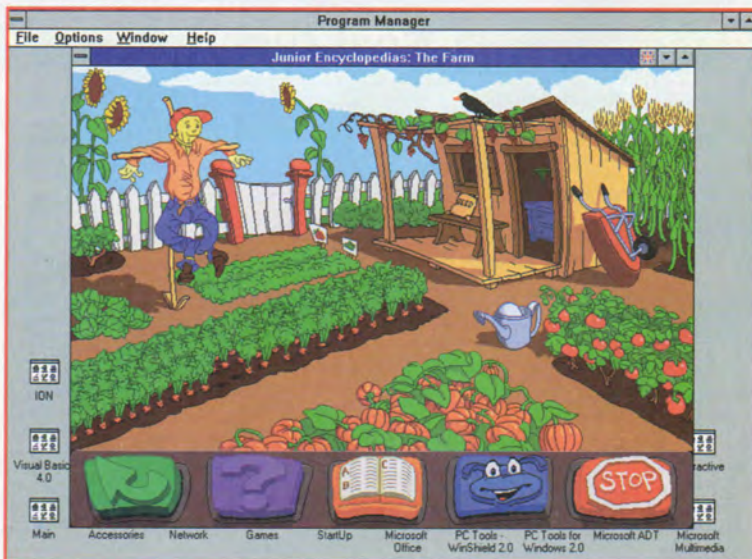 Program Manager
File Options Window Help
Junior Encyclopedias: The Farm
SEED
ION
Visual Basic 4.0
ractive
A B C
STOP
Main
Accessories
Network
Games
StartUp
Microsoft Office
PC Tools - WinShield 2.0
PC Tools for Windows 2.0
Microsoft ADT
Microsoft Multimedia